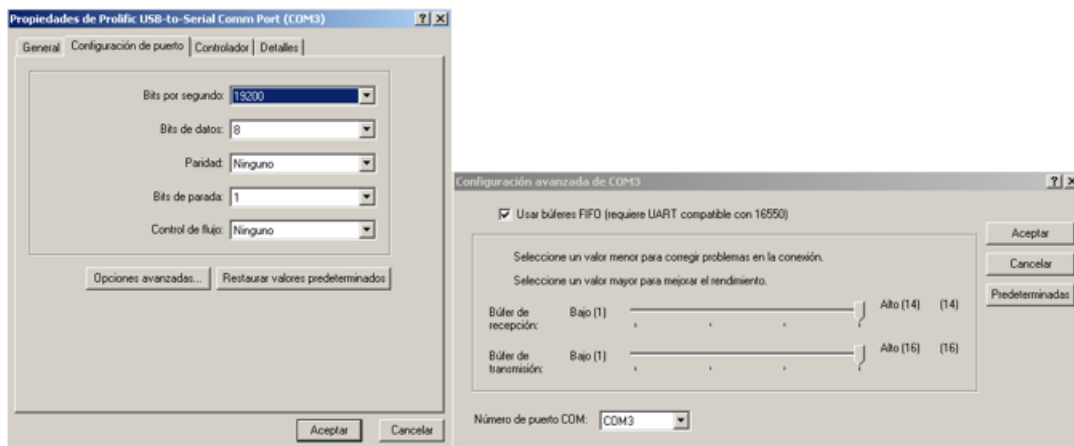 Propiedades de Prolific USB-to-Serial Comm Port (COM3)
General Configuración de puerto Controlador Detalles
Bits por segundo: 19200
Bits de datos: 8
Paridad: Ninguno
Bits de parada: 1
Control de flujo: Ninguno
Opciones avanzadas... Restaurar valores predeterminados
Aceptar Cancelar
Configuración avanzada de COM3
Usar búferes FIFO (requiere UART compatible con 16550)
Seleccione un valor menor para corregir problemas en la conexión.
Seleccione un valor mayor para mejorar el rendimiento.
Búfer de recepción: Bajo (1) Alto (14) (14)
Búfer de transmisión: Bajo (1) Alto (16) (16)
Número de puerto COM: COM3
Aceptar
Cancelar
Predeterminadas